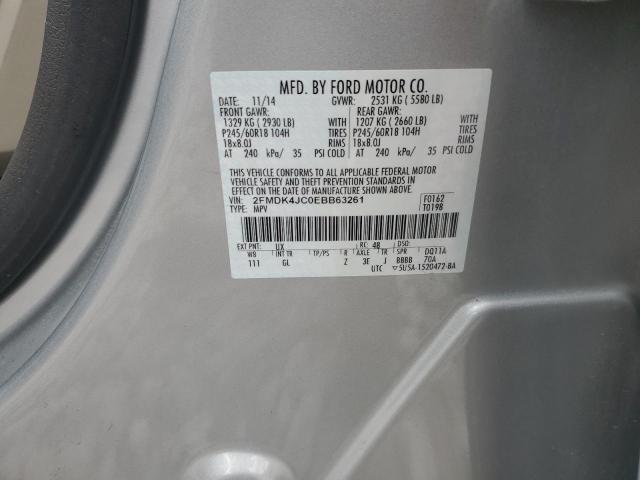 MFD. BY FORD MOTOR CO.
DATE: 11/14 GVWR: 2531 KG ( 5580 LB)
FRONT GAWR: REAR GAWR:
1329 KG ( 2930 LB) WITH 1207 KG ( 2660 LB) WITH
P245/60R18 104H TIRES P245/60R18 104H TIRES
18x8.0J RIMS 18x8.0J RIMS
AT 240 kPa/ 35 PSI COLD AT 240 kPa/ 35 PSI COLD
THIS VEHICLE CONFORMS TO ALL APPLICABLE FEDERAL MOTOR
VEHICLE SAFETY AND THEFT PREVENTION STANDARDS IN
EFFECT ON THE DATE OF MANUFACTURE SHOWN ABOVE.
VIN: 2FMDK4JC0EBB63261 F0162
TYPE: MPV T0198
EXT PNT: UX RC: 48 DSO:
WB INT TR TP/PS R AXLE TR SPR DQ11A
111 GL Z 3E J BBBB 70A
UTC ▽5U5A-1520472-BA